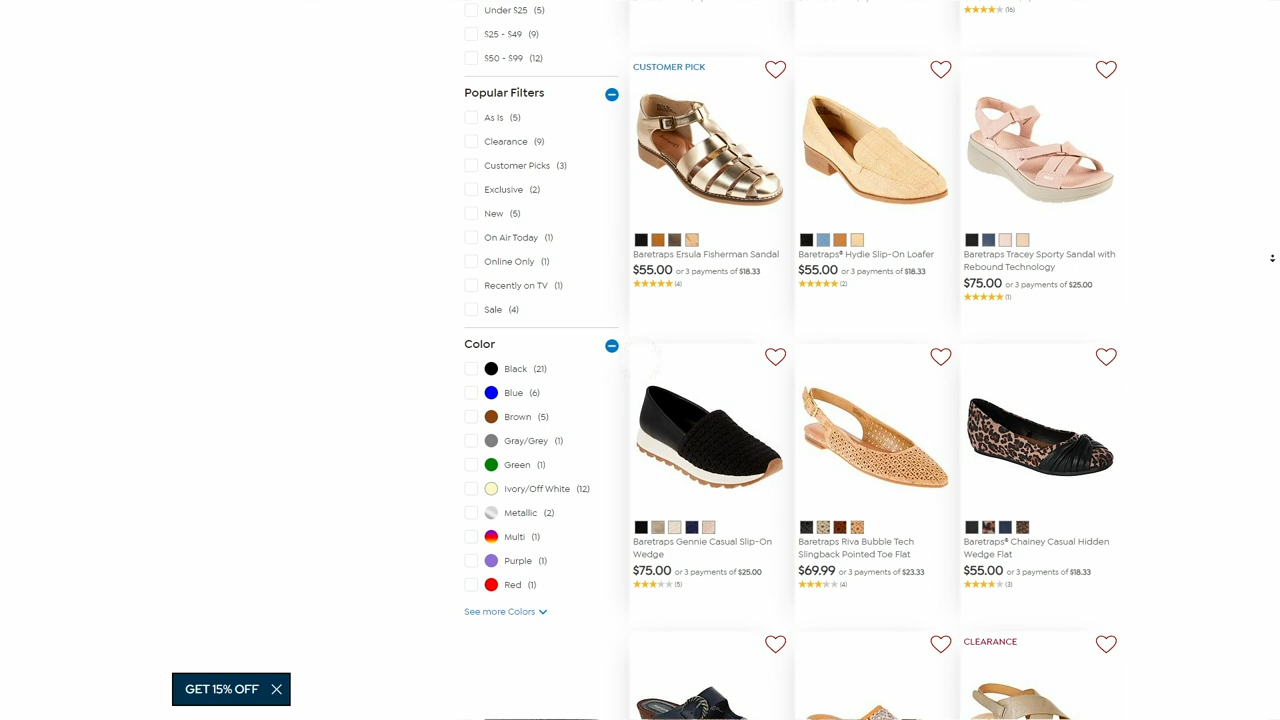 Under $25 (5)
$25 - $49 (9)
$50 - $99 (12)
Popular Filters
As Is (5)
Clearance (9)
Customer Picks (3)
Exclusive (2)
New (5)
On Air Today (1)
Online Only (1)
Recently on TV (1)
Sale (4)
Color
Black (21)
Blue (6)
Brown (5)
Gray/Grey (1)
Green (1)
Ivory/Off White (12)
Metallic (2)
Multi (1)
Purple (1)
Red (1)
See more Colors
GET 15% OFF
(16)
CUSTOMER PICK
Baretraps Ersula Fisherman Sandal
$55.00 or 3 payments of $18.33
(4)
Baretraps® Hydie Slip-On Loafer
$55.00 or 3 payments of $18.33
(2)
Baretraps Tracey Sporty Sandal with
Rebound Technology
$75.00 or 3 payments of $25.00
(1)
Baretraps Gennie Casual Slip-On
Wedge
$75.00 or 3 payments of $25.00
(5)
Baretraps Riva Bubble Tech
Slingback Pointed Toe Flat
$69.99 or 3 payments of $23.33
(4)
Baretraps® Chainey Casual Hidden
Wedge Flat
$55.00 or 3 payments of $18.33
(3)
CLEARANCE